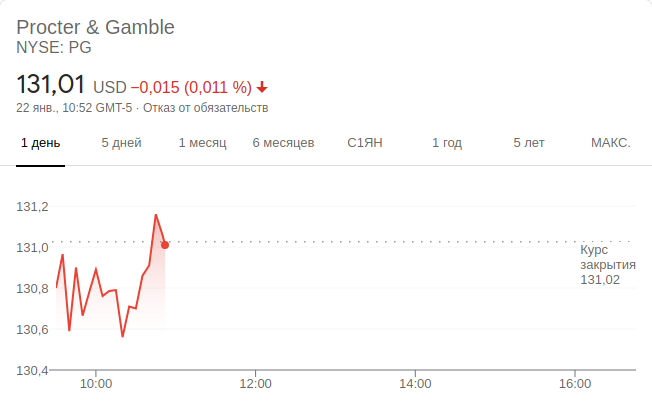 Procter & Gamble
NYSE: PG
131,01 USD −0,015 (0,011 %)
22 янв., 10:52 GMT-5 · Отказ от обязательств
1 день 5 дней 1 месяц 6 месяцев С1ЯН 1 год 5 лет МАКС.
131,2
131,0
Курс
закрытия
130,8
131,02
130,6
130,4
10:00 12:00 14:00 16:00